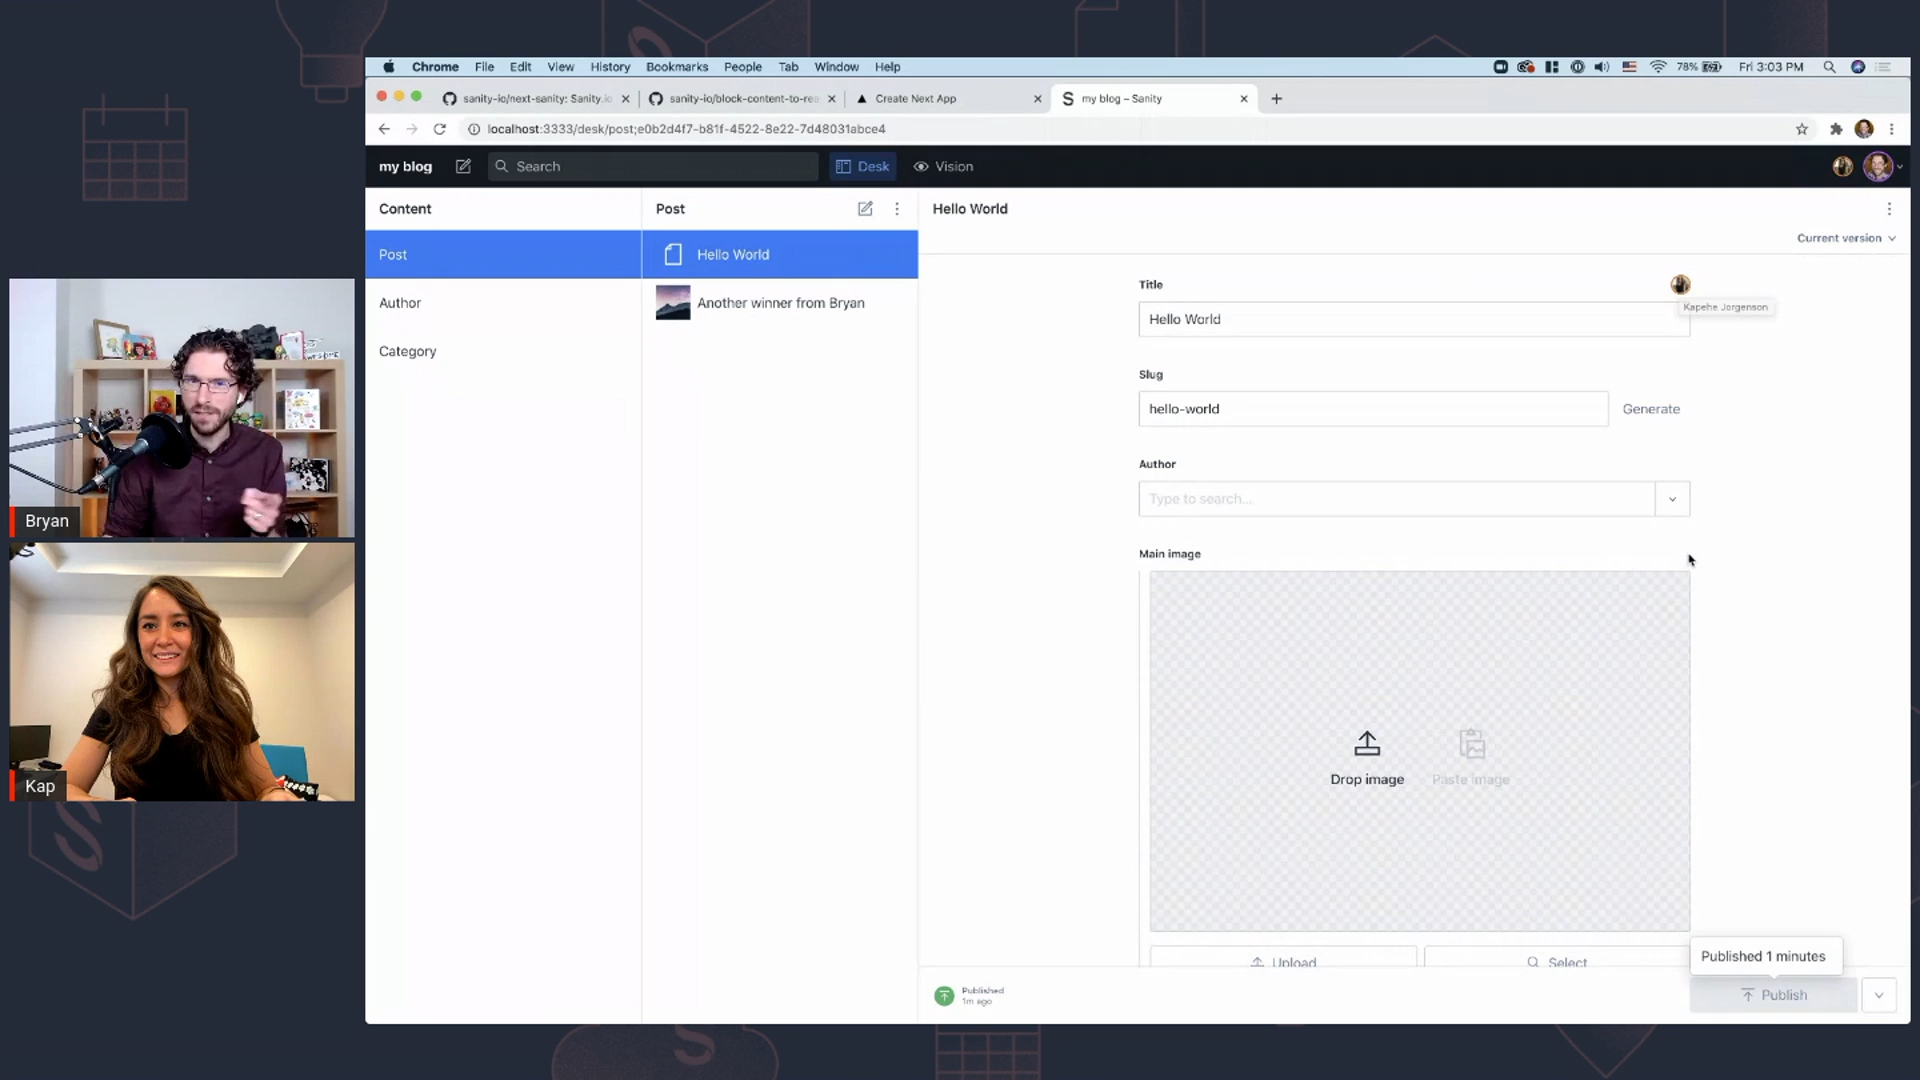 Chrome File Edit View History Bookmarks People Tab Window Help
78% Fri 3:03 PM
sanity-io/next-sanity: Sanity.io
sanity-io/block-content-to-rea
Create Next App
my blog – Sanity
localhost:3333/desk/post;e0b2d4f7-b81f-4522-8e22-7d48031abce4
my blog
Search
Desk
Vision
Content
Post
Hello World
Current version
Post
Author
Category
Hello World
Another winner from Bryan
Title
Kapehe Jorgenson
Hello World
Slug
hello-world
Generate
Author
Type to search...
Main image
Drop image
Paste image
Upload
Select
Published 1 minutes
Published
1m ago
Publish
Bryan
Kap